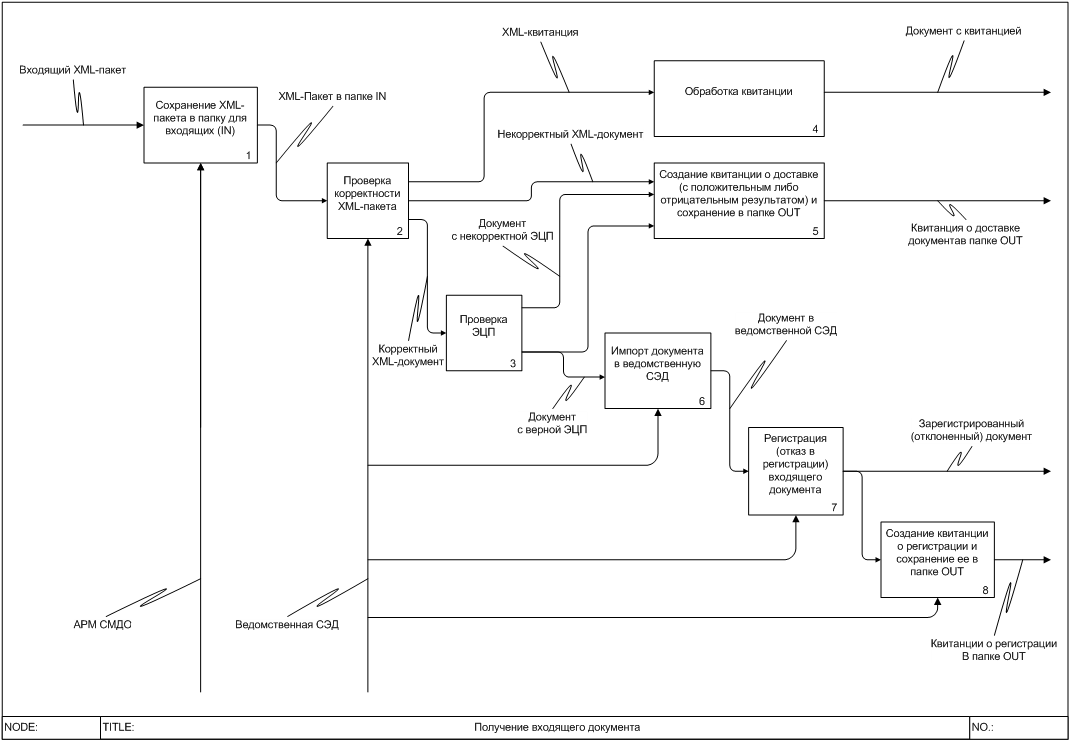 XML-квитанция
Документ с квитанцией
Входящий XML-пакет
Сохранение XML-
пакета в папку для
входящих (IN)
1
XML-Пакет в папке IN
Обработка квитанции
4
Некорректный XML-документ
Проверка
корректности
XML-пакета
2
Создание квитанции о доставке
(с положительным либо
отрицательным результатом) и
сохранение в папке OUT
5
Квитанция о доставке
документав папке OUT
Документ
с некорректной ЭЦП
Проверка
ЭЦП
3
Корректный
XML-документ
Документ в
ведомственной СЭД
Импорт документа
в ведомственную
СЭД
6
Документ
с верной ЭЦП
Регистрация
(отказ в
регистрации)
входящего
документа
7
Зарегистрированный
(отклоненный) документ
Создание квитанции
о регистрации и
сохранение ее в
папке OUT
8
АРМ СМДО
Ведомственная СЭД
Квитанции о регистрации
В папке OUT
NODE:
TITLE:
Получение входящего документа
NO.: